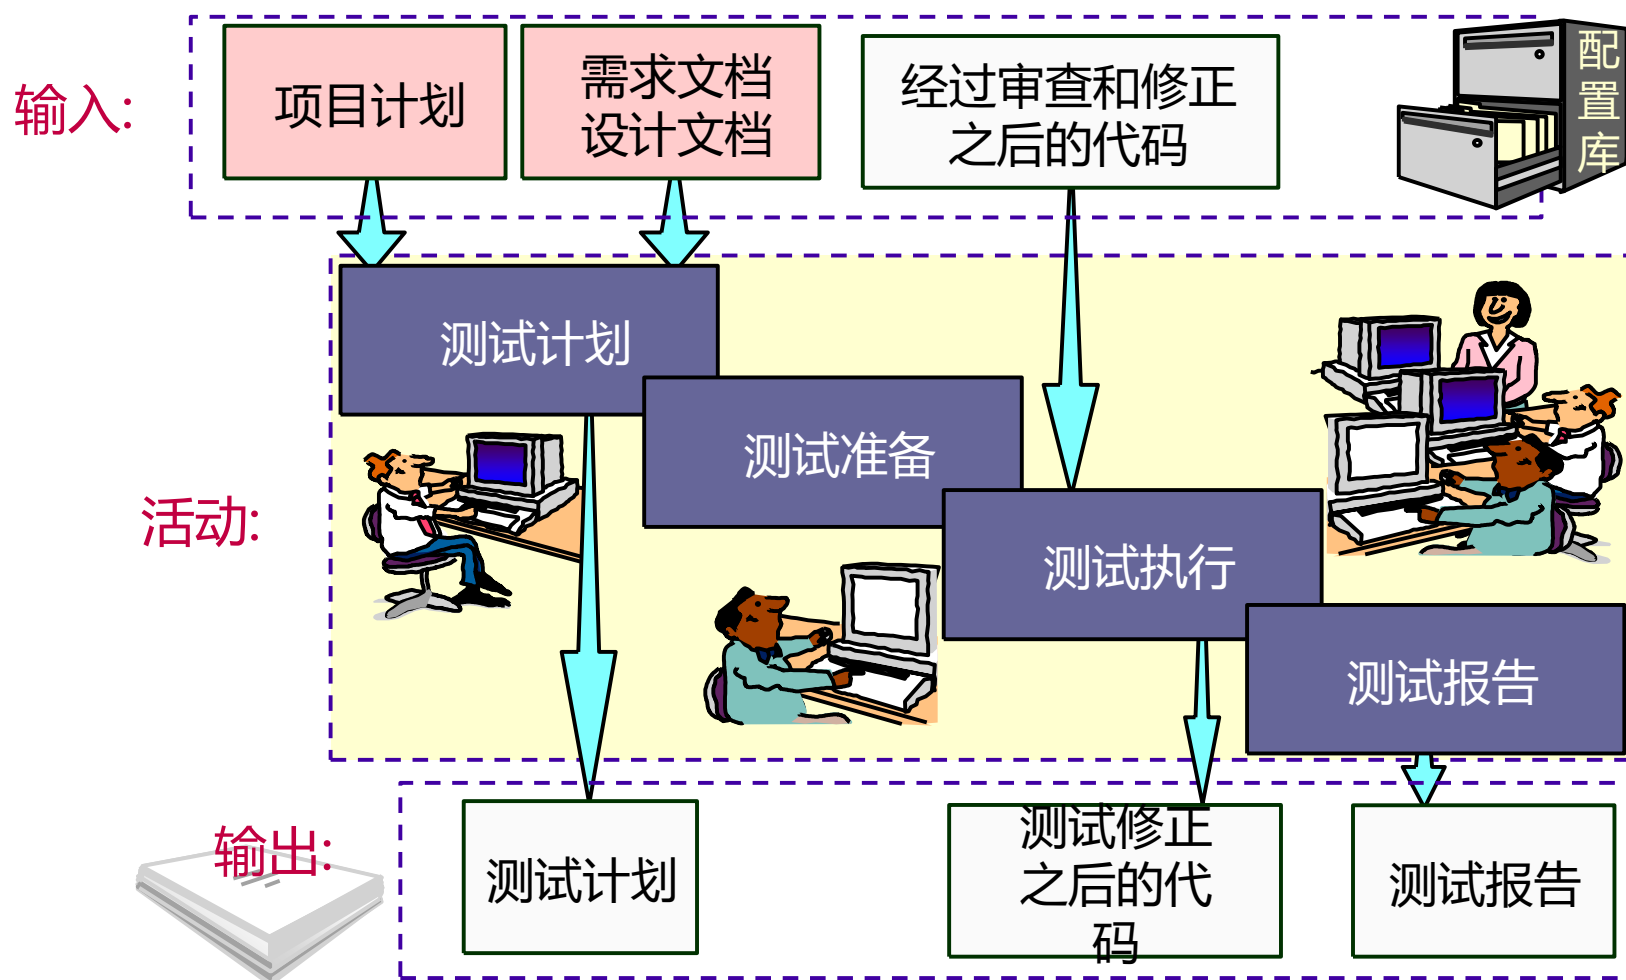 输入:
项目计划
需求文档
设计文档
经过审查和修正
之后的代码
配
置
库
活动:
测试计划
测试准备
测试执行
测试报告
输出:
测试计划
测试修正
之后的代
码
测试报告